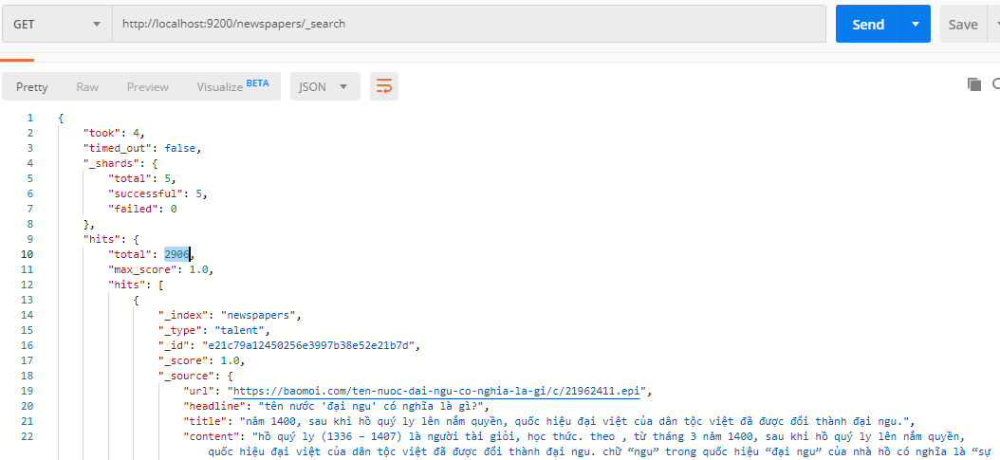 GET http://localhost:9200/newspapers/_search Send Save
Pretty Raw Preview Visualize BETA JSON
1 {
2 "took": 4,
3 "timed_out": false,
4 "_shards": {
5 "total": 5,
6 "successful": 5,
7 "failed": 0
8 },
9 "hits": {
10 "total": 2906,
11 "max_score": 1.0,
12 "hits": [
13 {
14 "_index": "newspapers",
15 "_type": "talent",
16 "_id": "e21c79a12450256e3997b38e52e21b7d",
17 "_score": 1.0,
18 "_source": {
19 "url": "https://baomoi.com/ten-nuoc-dai-ngu-co-nghia-la-gi/c/21962411.epi",
20 "headline": "tên nước 'đại ngu' có nghĩa là gì?",
21 "title": "năm 1400, sau khi hồ quý ly lên nắm quyền, quốc hiệu đại việt của dân tộc việt đã được đổi thành đại ngu.",
22 "content": "hồ quý ly (1336 – 1407) là người tài giỏi, học thức. theo , từ tháng 3 năm 1400, sau khi hồ quý ly lên nắm quyền,
quốc hiệu đại việt của dân tộc việt đã được đổi thành đại ngu. chữ “ngu” trong quốc hiệu “đại ngu” của nhà hồ có nghĩa là “sự